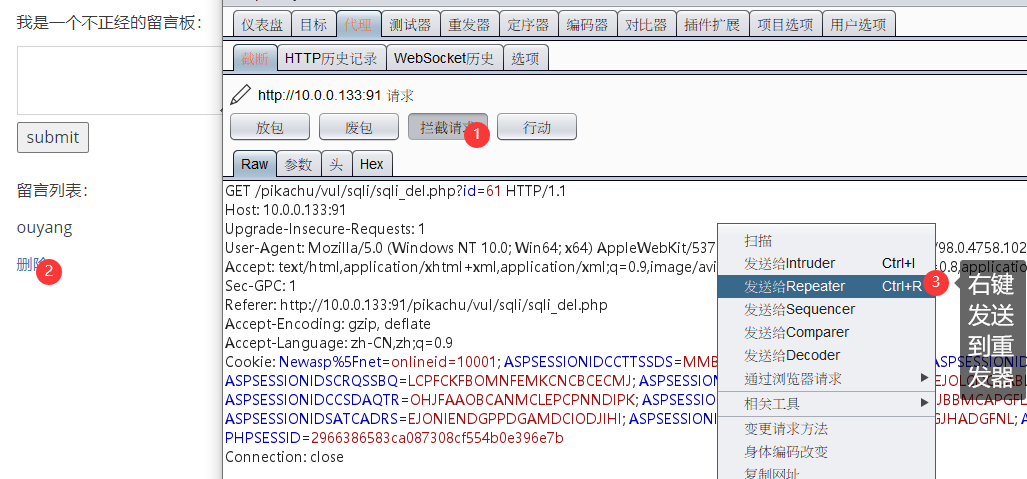 我是一个不正经的留言板：
submit
留言列表：
ouyang
删除
2
仪表盘 目标 代理 测试器 重发器 定序器 编码器 对比器 插件扩展 项目选项 用户选项
截断 HTTP历史记录 WebSocket历史 选项
http://10.0.0.133:91 请求
放包 废包 拦截请求 行动
1
Raw 参数 头 Hex
GET /pikachu/vul/sqli/sqli_del.php?id=61 HTTP/1.1
Host: 10.0.0.133:91
Upgrade-Insecure-Requests: 1
User-Agent: Mozilla/5.0 (Windows NT 10.0; Win64; x64) AppleWebKit/537 /98.0.4758.102
Accept: text/html,application/xhtml+xml,application/xml;q=0.9,image/avi =0.8,application
Sec-GPC: 1
Referer: http://10.0.0.133:91/pikachu/vul/sqli/sqli_del.php
Accept-Encoding: gzip, deflate
Accept-Language: zh-CN,zh;q=0.9
Cookie: Newasp%5Fnet=onlineid=10001; ASPSESSIONIDCCTTSSDS=MMB
ASPSESSIONIDSCRQSSBQ=LCPFCKFBOMNFEMKCNCBCECMJ; ASPSESSION
ASPSESSIONIDCCSDAQTR=OHJFAAOBCANMCLEPCPNNDIPK; ASPSESSION JBBMCAPGFL
ASPSESSIONIDSATCADRS=EJONIENDGPPDGAMDCIODJIHI; ASPSESSION GJHADGFNL; A
PHPSESSID=2966386583ca087308cf554b0e396e7b
Connection: close
扫描
发送给Intruder Ctrl+I
发送给Repeater Ctrl+R
发送给Sequencer
发送给Comparer
发送给Decoder
通过浏览器请求
相关工具
变更请求方法
身体编码改变
复制网址
3
右键
发送
到重
发器